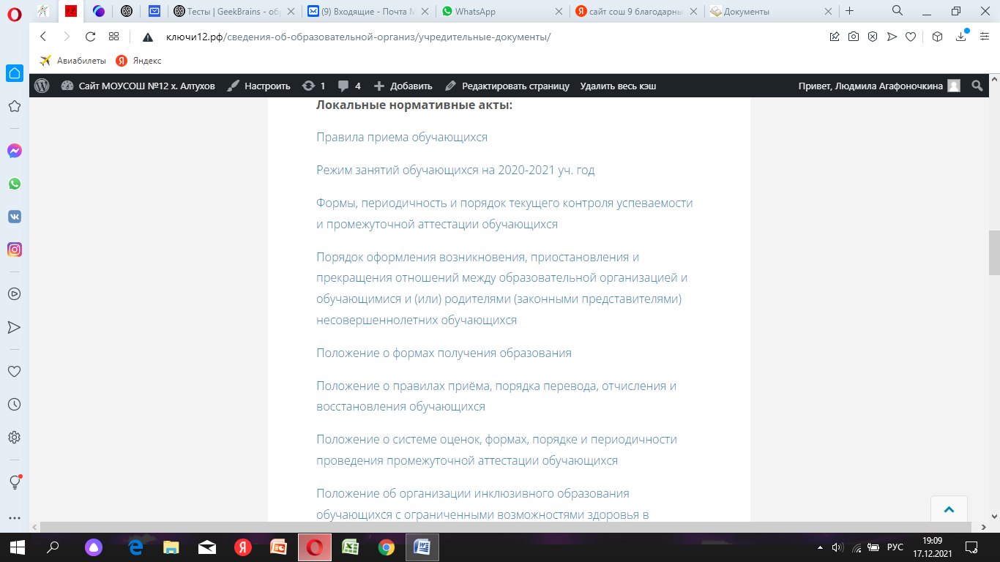 Тесты | GeekBrains - обр
(9) Входящие - Почта М
WhatsApp
сайт сош 9 благодарны
Документы
ключи12.рф/сведения-об-образовательной-организ/учредительные-документы/
Авиабилеты
Яндекс
Сайт МОУСОШ №12 х. Алтухов
Настроить
1
4
Добавить
Редактировать страницу
Удалить весь кэш
Привет, Людмила Агафоночкина
Локальные нормативные акты:
Правила приема обучающихся
Режим занятий обучающихся на 2020-2021 уч. год
Формы, периодичность и порядок текущего контроля успеваемости
и промежуточной аттестации обучающихся
Порядок оформления возникновения, приостановления и
прекращения отношений между образовательной организацией и
обучающимися и (или) родителями (законными представителями)
несовершеннолетних обучающихся
Положение о формах получения образования
Положение о правилах приёма, порядка перевода, отчисления и
восстановления обучающихся
Положение о системе оценок, формах, порядке и периодичности
проведения промежуточной аттестации обучающихся
Положение об организации инклюзивного образования
обучающихся с ограниченными возможностями здоровья в
РУС
19:09
17.12.2021